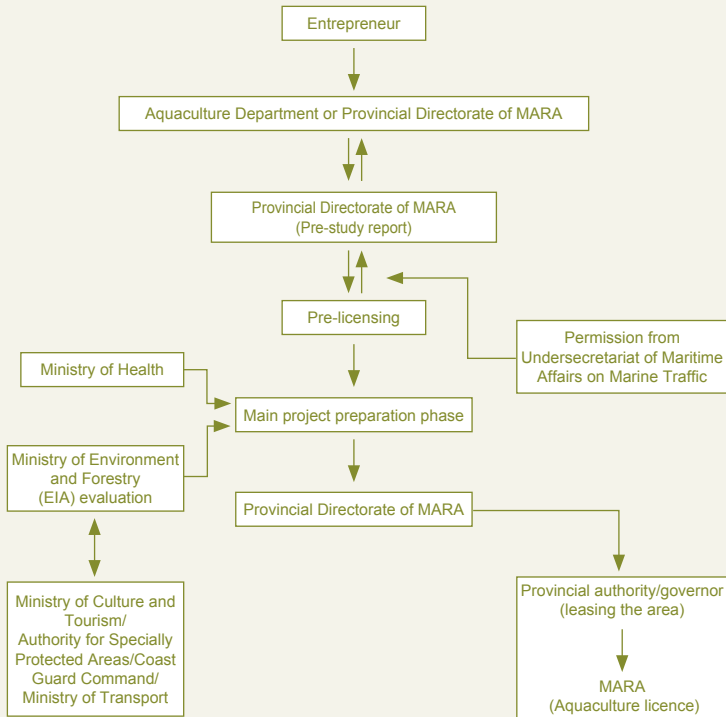 Entrepreneur
Aquaculture Department or Provincial Directorate of MARA
Provincial Directorate of MARA
(Pre-study report)
Pre-licensing
Permission from
Undersecretariat of Maritime
Affairs on Marine Traffic
Ministry of Health
Main project preparation phase
Ministry of Environment
and Forestry
(EIA) evaluation
Provincial Directorate of MARA
Ministry of Culture and
Tourism/
Authority for Specially
Protected Areas/Coast
Guard Command/
Ministry of Transport
Provincial authority/governor
(leasing the area)
MARA
(Aquaculture licence)